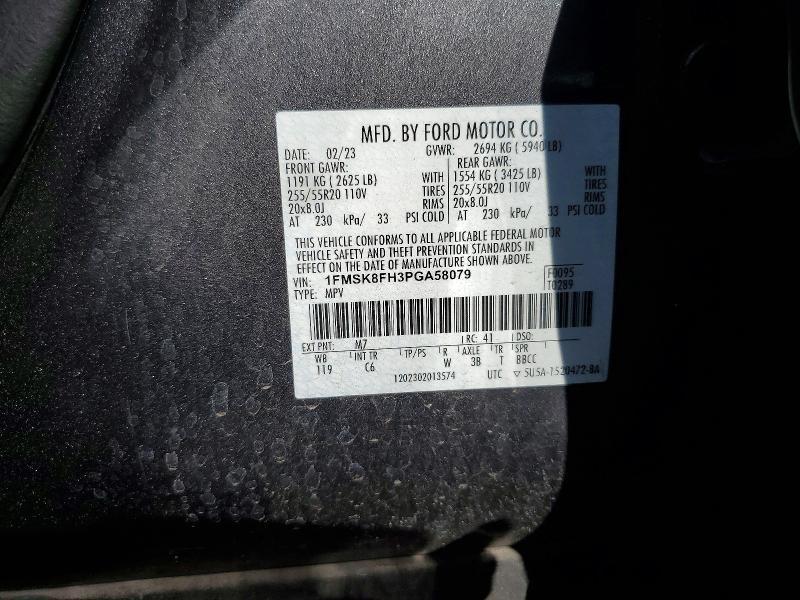 MFD. BY FORD MOTOR CO.
DATE: 02/23 GVWR: 2694 KG ( 5940 LB)
FRONT GAWR: REAR GAWR:
1191 KG ( 2625 LB) WITH 1554 KG ( 3425 LB) WITH
255/55R20 110V TIRES 255/55R20 110V TIRES
20x8.0J RIMS 20x8.0J RIMS
AT 230 kPa/ 33 PSI COLD AT 230 kPa/ 33 PSI COLD
THIS VEHICLE CONFORMS TO ALL APPLICABLE FEDERAL MOTOR
VEHICLE SAFETY AND THEFT PREVENTION STANDARDS IN
EFFECT ON THE DATE OF MANUFACTURE SHOWN ABOVE.
VIN: 1FMSK8FH3PGA58079 F0095
TYPE: MPV T0289
EXT PNT: M7 RC: 41 DSO:
WB INT TR TP/PS R AXLE TR SPR
119 C6 W 3B T BBCC
1202302013574 UTC ▽ 5U5A-1520472-BA